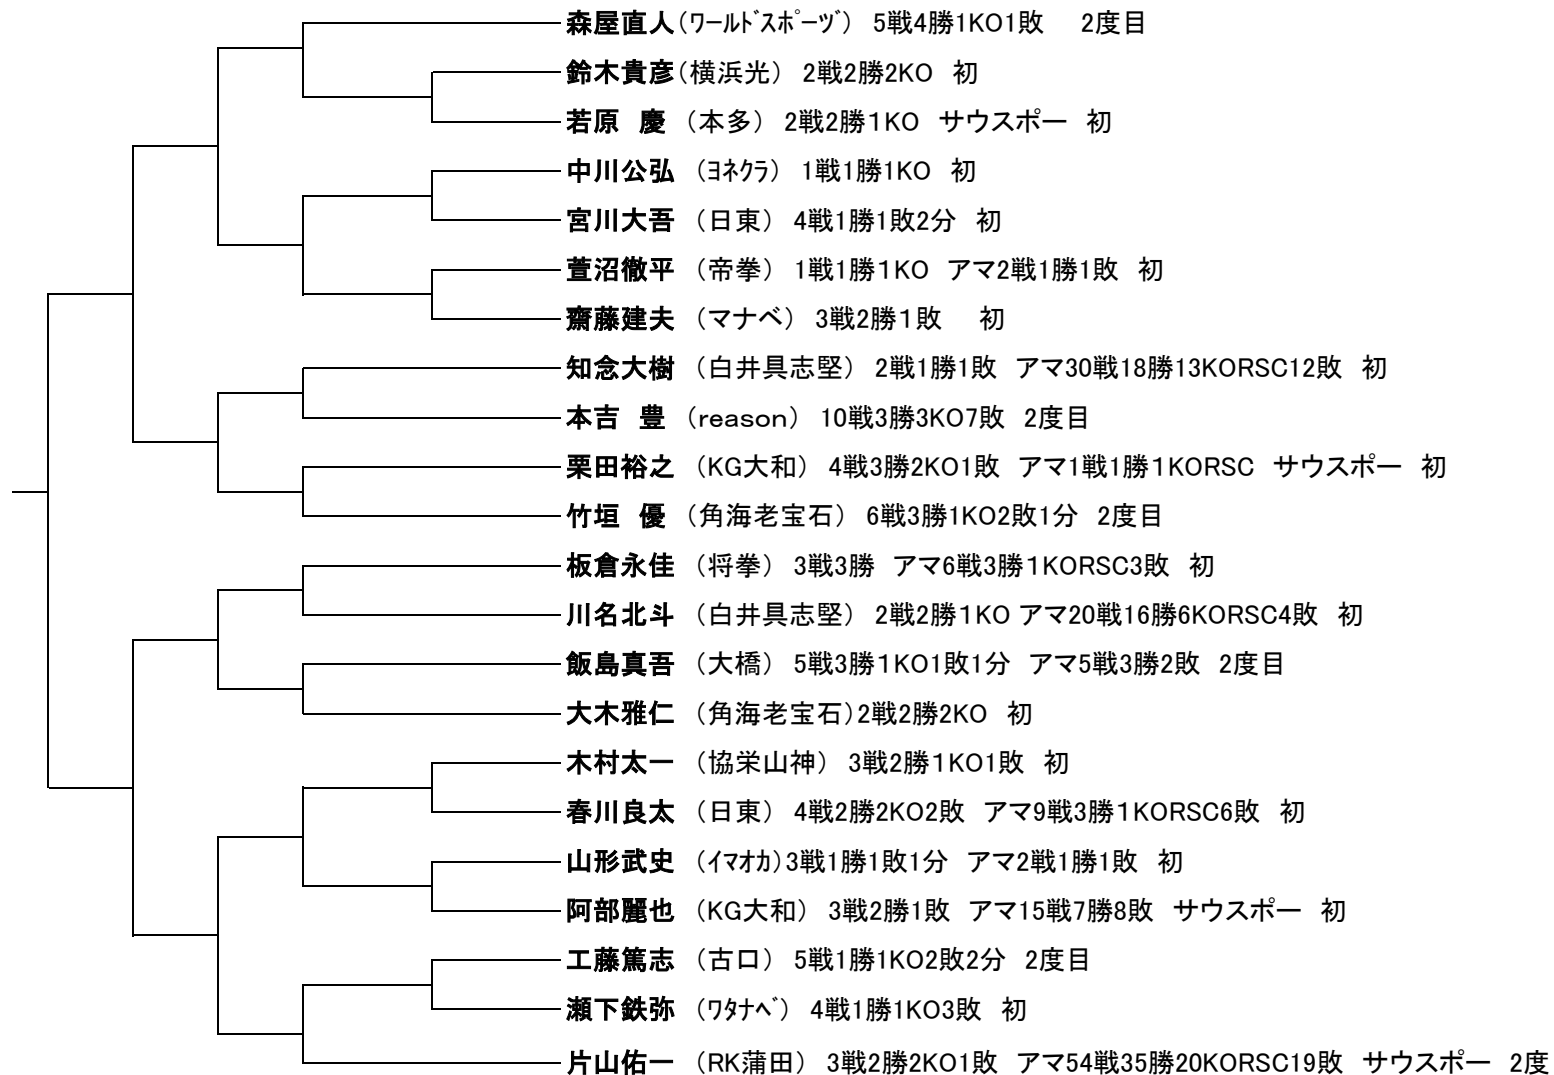 森屋直人(ﾜｰﾙﾄﾞｽﾎﾟｰﾂﾞ） 5戦4勝1KO1敗　 2度目
鈴木貴彦(横浜光） 2戦2勝2KO　初
若原　慶　（本多） 2戦2勝１KO　サウスポー　初
中川公弘　（ﾖﾈｸﾗ） 1戦1勝1KO　初
宮川大吾　（日東） 4戦1勝1敗2分　初
萱沼徹平　（帝拳） 1戦1勝１KO　アマ2戦1勝1敗　初
齋藤建夫　（マナベ） 3戦2勝１敗　 初
知念大樹　（白井具志堅） 2戦1勝1敗　アマ30戦18勝13KORSC12敗　初
本吉　豊　（reason） 10戦3勝3KO7敗　2度目
栗田裕之　（KG大和） 4戦3勝2KO1敗　アマ1戦1勝１KORSC　サウスポー　初
竹垣　優　（角海老宝石） 6戦3勝1KO2敗1分　2度目
板倉永佳　（将拳） 3戦3勝　アマ6戦3勝１KORSC3敗　初
川名北斗　（白井具志堅） 2戦2勝１KO アマ20戦16勝6KORSC4敗　初
飯島真吾　（大橋） 5戦3勝１KO1敗1分　アマ5戦3勝2敗　2度目
大木雅仁　（角海老宝石)2戦2勝2KO　初
木村太一　（協栄山神） 3戦2勝１KO1敗　初
春川良太　（日東） 4戦2勝2KO2敗　アマ9戦3勝１KORSC6敗　初
山形武史　（ｲﾏｵｶ)3戦1勝1敗1分　アマ2戦1勝1敗　初
阿部麗也　（KG大和） 3戦2勝1敗　アマ15戦7勝8敗　サウスポー　初
工藤篤志　（古口） 5戦1勝1KO2敗2分　2度目
瀬下鉄弥　（ﾜﾀﾅﾍﾞ） 4戦1勝1KO3敗　初
片山佑一　（RK蒲田） 3戦2勝2KO1敗　アマ54戦35勝20KORSC19敗　サウスポー　2度